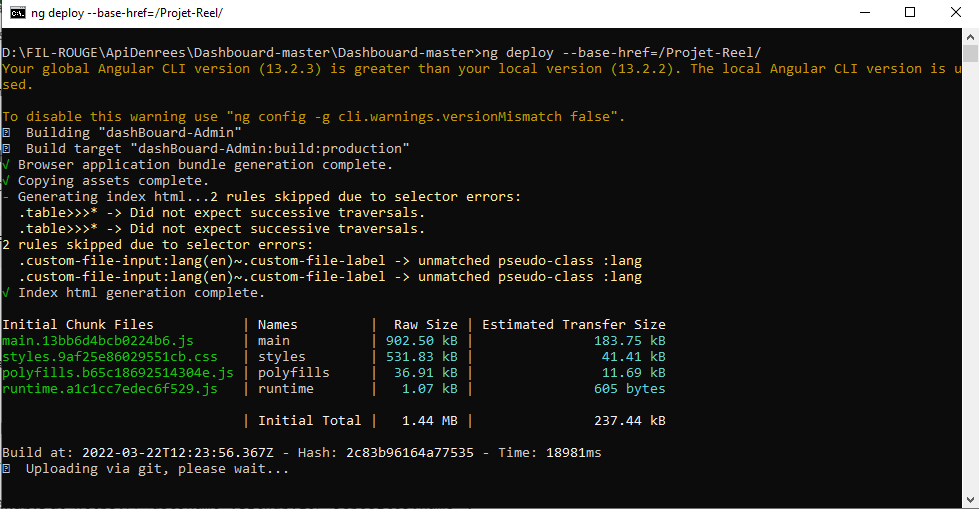 ng deploy --base-href=/Projet-Reel/
D:\FIL-ROUGE\ApiDenrees\Dashbouard-master\Dashbouard-master>ng deploy --base-href=/Projet-Reel/
Your global Angular CLI version (13.2.3) is greater than your local version (13.2.2). The local Angular CLI version is u
sed.
To disable this warning use "ng config -g cli.warnings.versionMismatch false".
Building "dashBouard-Admin"
Build target "dashBouard-Admin:build:production"
√ Browser application bundle generation complete.
√ Copying assets complete.
- Generating index html...2 rules skipped due to selector errors:
.table>>>* -> Did not expect successive traversals.
.table>>>* -> Did not expect successive traversals.
2 rules skipped due to selector errors:
.custom-file-input:lang(en)~.custom-file-label -> unmatched pseudo-class :lang
.custom-file-input:lang(en)~.custom-file-label -> unmatched pseudo-class :lang
√ Index html generation complete.
Initial Chunk Files | Names | Raw Size | Estimated Transfer Size
main.13bb6d4bcb0224b6.js | main | 902.50 kB | 183.75 kB
styles.9af25e86029551cb.css | styles | 531.83 kB | 41.41 kB
polyfills.b65c18692514304e.js | polyfills | 36.91 kB | 11.69 kB
runtime.a1c1cc7edec6f529.js | runtime | 1.07 kB | 605 bytes
| Initial Total | 1.44 MB | 237.44 kB
Build at: 2022-03-22T12:23:56.367Z - Hash: 2c83b96164a77535 - Time: 18981ms
Uploading via git, please wait...